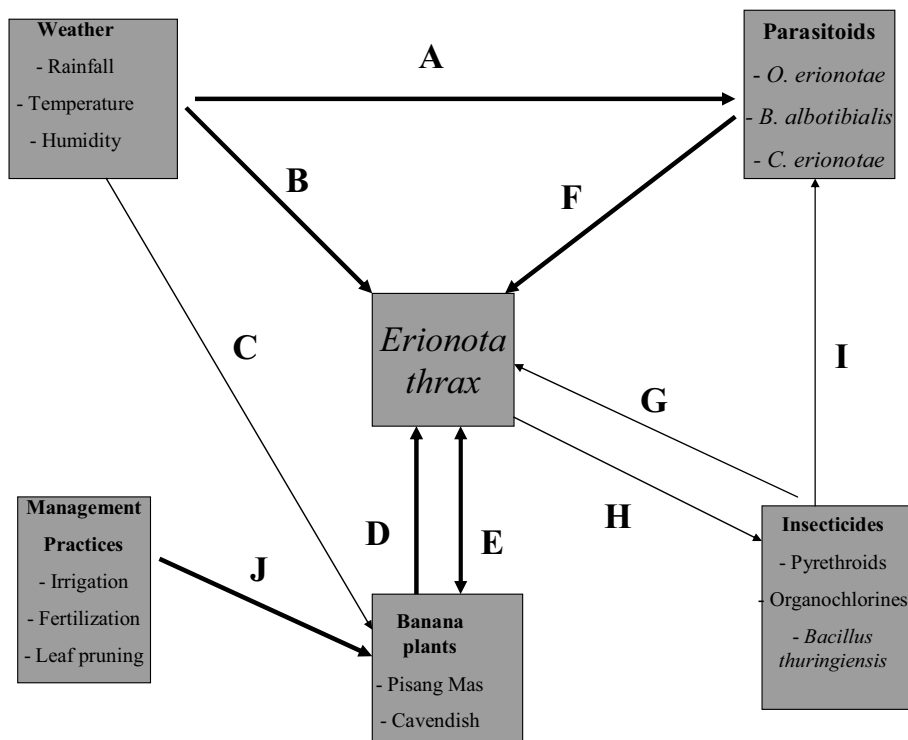 Weather
- Rainfall
- Temperature
- Humidity
A
Parasitoids
- O. erionotae
- B. albotibialis
- C. erionotae
B
F
Erionota
thrax
C
G
I
H
D
E
J
Management
Practices
- Irrigation
- Fertilization
- Leaf pruning
Banana
plants
- Pisang Mas
- Cavendish
Insecticides
- Pyrethroids
- Organochlorines
- Bacillus
thuringiensis